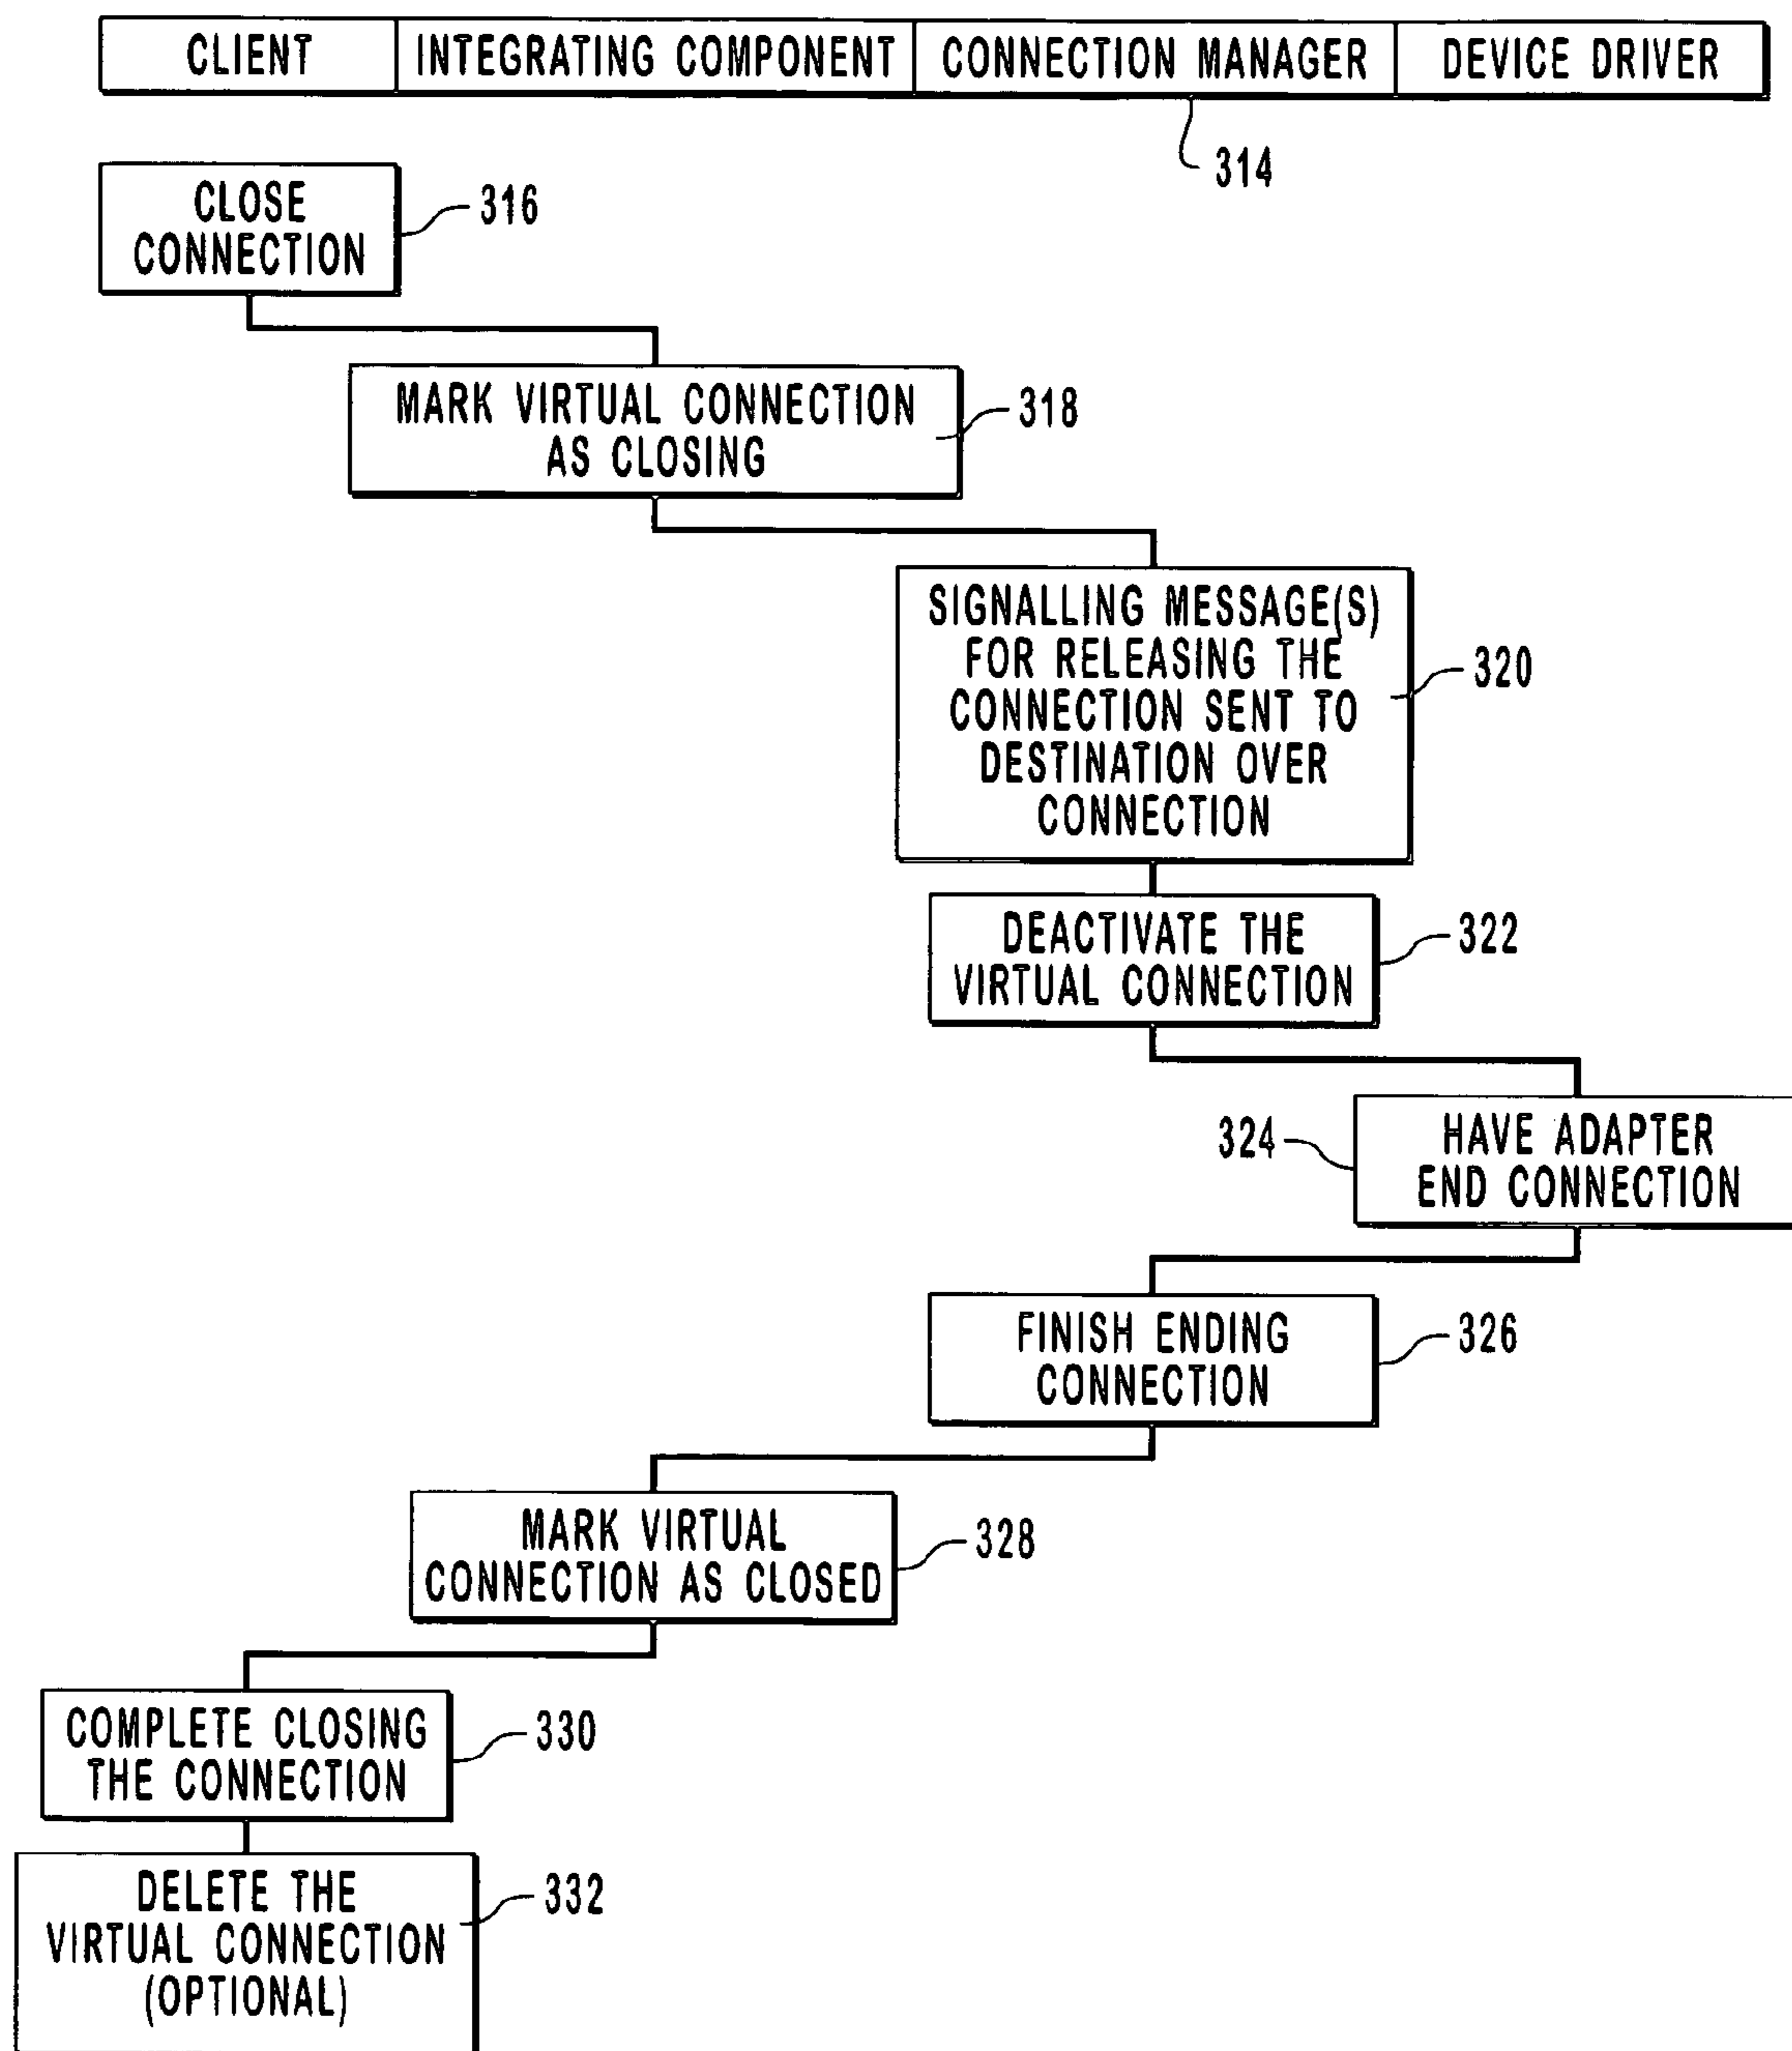 CLIENT INTEGRATING COMPONENT CONNECTION MANAGER DEVICE DRIVER
314
CLOSE
CONNECTION
316
MARK VIRTUAL CONNECTION
AS CLOSING
318
SIGNALLING MESSAGE(S)
FOR RELEASING THE
CONNECTION SENT TO
DESTINATION OVER
CONNECTION
320
DEACTIVATE THE
VIRTUAL CONNECTION
322
324
HAVE ADAPTER
END CONNECTION
FINISH ENDING
CONNECTION
326
MARK VIRTUAL
CONNECTION AS CLOSED
328
COMPLETE CLOSING
THE CONNECTION
330
DELETE THE
VIRTUAL CONNECTION
(OPTIONAL)
332